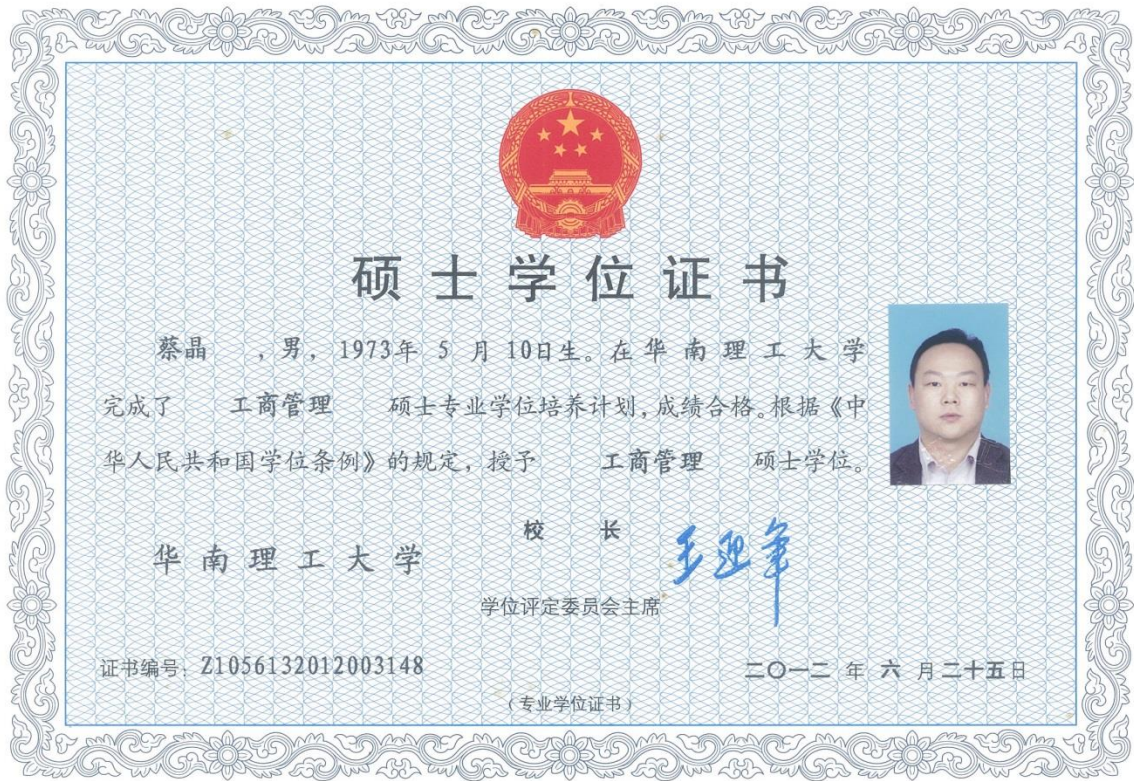 硕士学位证书
蔡晶 ，男，1973年 5 月 10日生。在华南理工大学
完成了 工商管理 硕士专业学位培养计划，成绩合格。根据《中
华人民共和国学位条例》的规定，授予 工商管理 硕士学位。
校 长 王迎军
华南理工大学
学位评定委员会主席
证书编号：Z1056132012003148
二〇一二 年 六 月 二十五日
（专业学位证书）